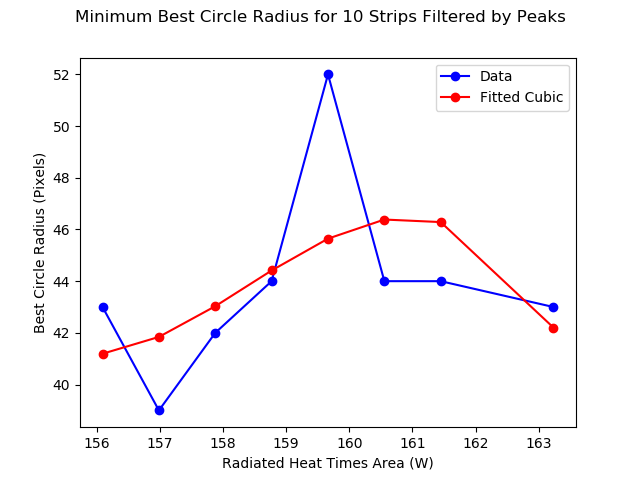 Minimum Best Circle Radius for 10 Strips Filtered by Peaks
Data
Fitted Cubic
Best Circle Radius (Pixels)
52
50
48
46
44
42
40
156 157 158 159 160 161 162 163
Radiated Heat Times Area (W)